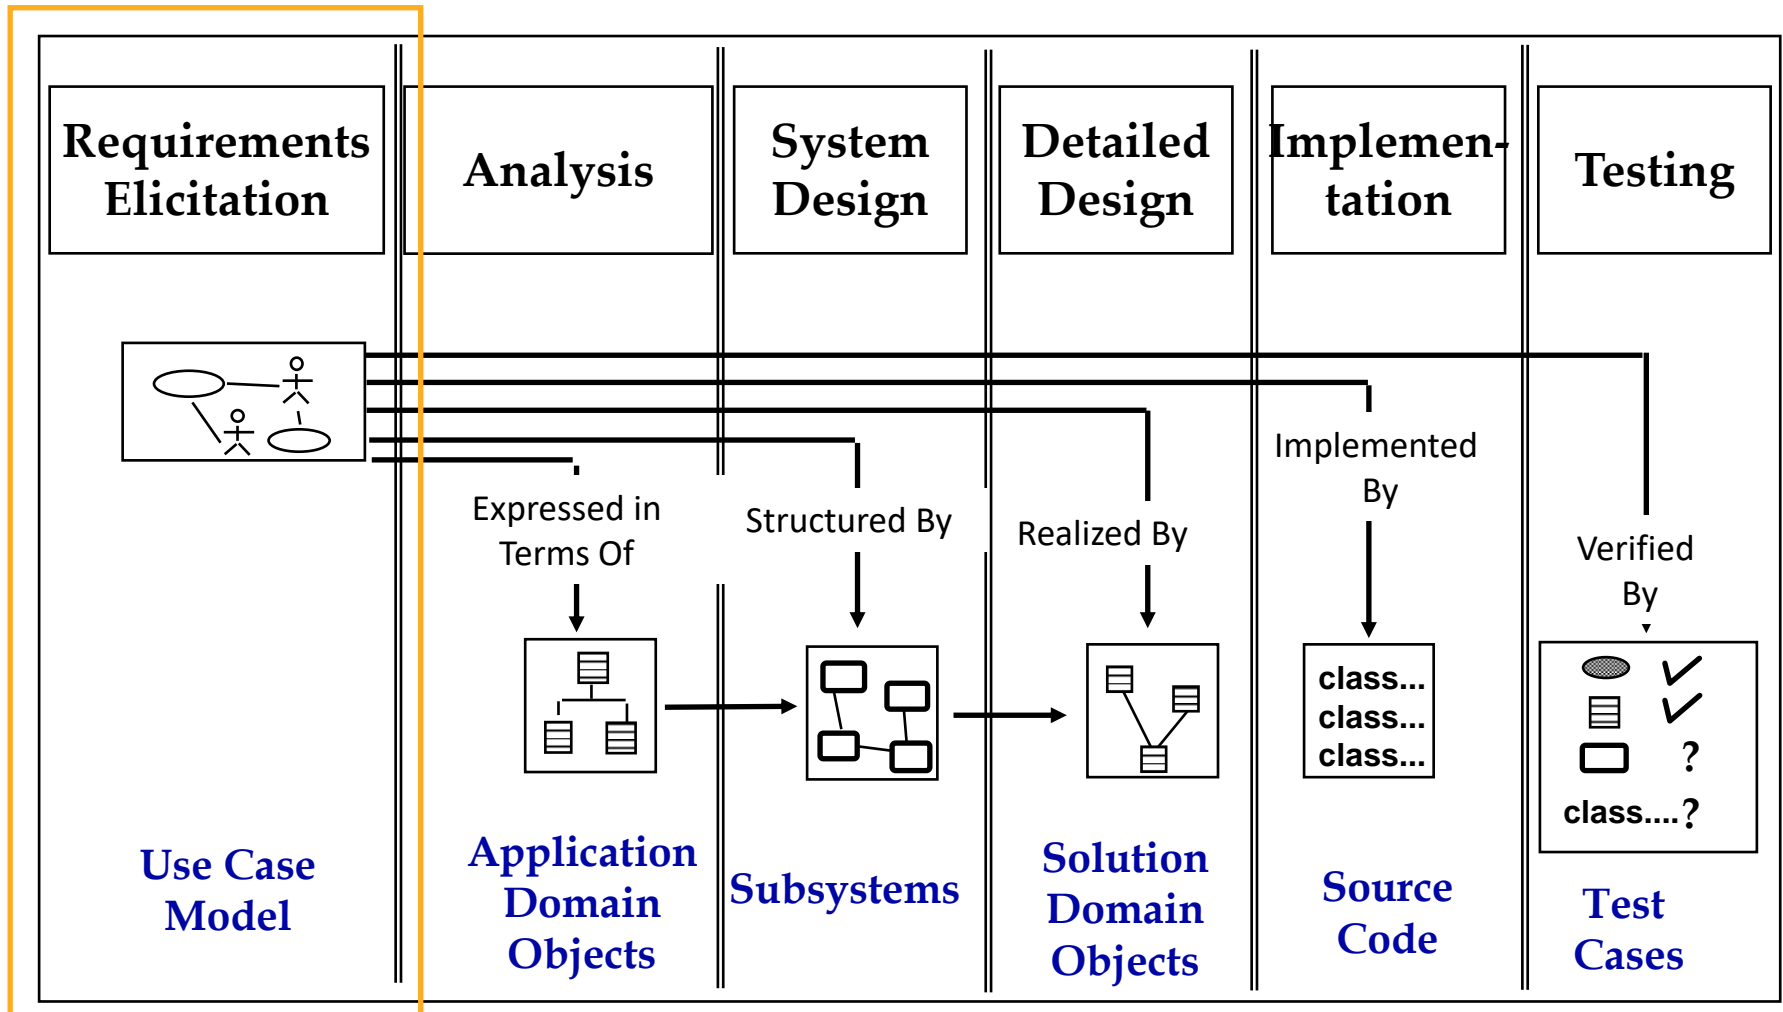 Requirements
Elicitation
Analysis
System
Design
Detailed
Design
Implemen-
tation
Testing
Expressed in
Terms Of
Structured By
Realized By
Implemented
By
Verified
By
class...
class...
class...
?
class....?
Use Case
Model
Application
Domain
Objects
Subsystems
Solution
Domain
Objects
Source
Code
Test
Cases